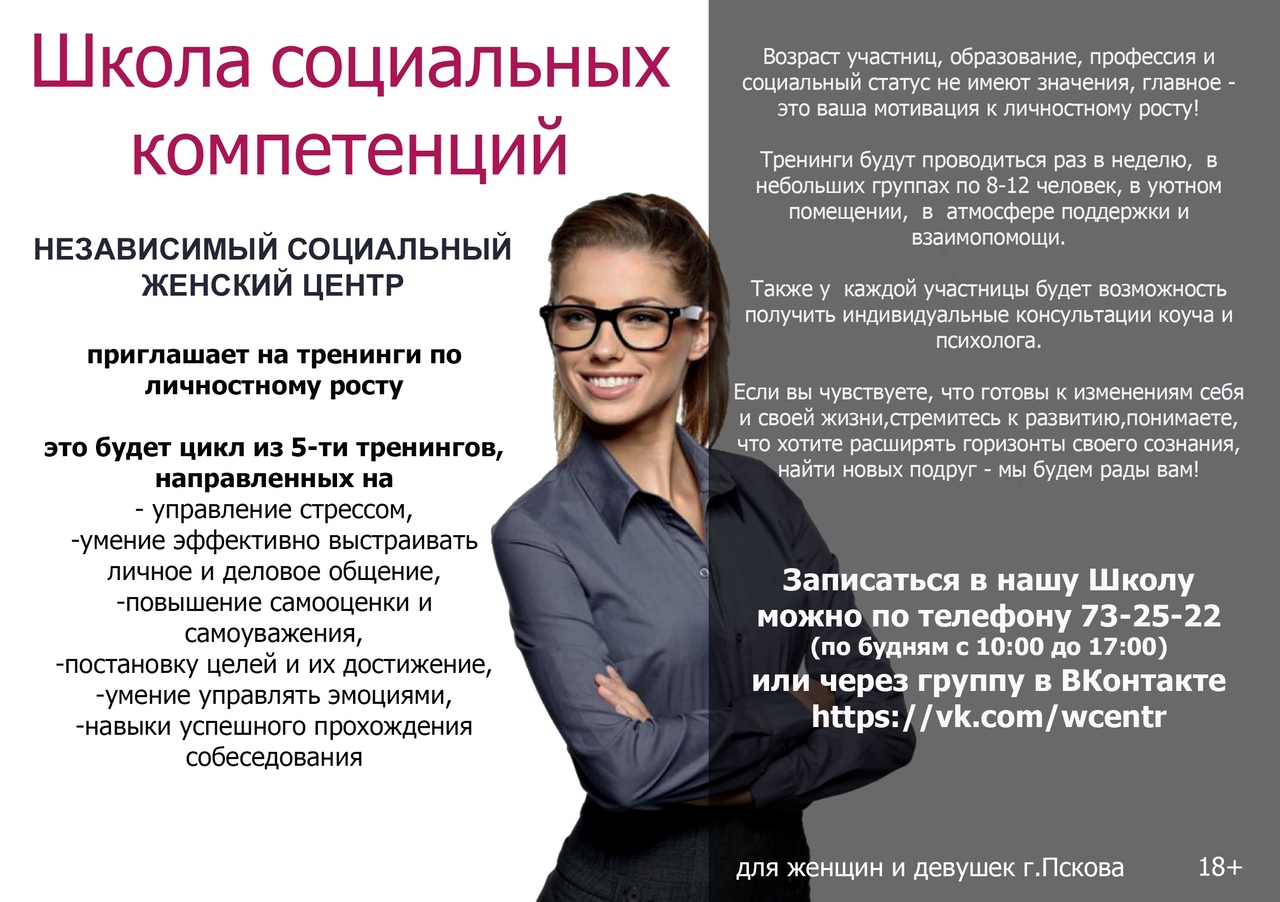 Школа социальных
компетенций
НЕЗАВИСИМЫЙ СОЦИАЛЬНЫЙ
ЖЕНСКИЙ ЦЕНТР
приглашает на тренинги по
личностному росту
это будет цикл из 5-ти тренингов,
направленных на
- управление стрессом,
-умение эффективно выстраивать
личное и деловое общение,
-повышение самооценки и
самоуважения,
-постановку целей и их достижение,
-умение управлять эмоциями,
-навыки успешного прохождения
собеседования
Возраст участниц, образование, профессия и
социальный статус не имеют значения, главное -
это ваша мотивация к личностному росту!
Тренинги будут проводиться раз в неделю,  в
небольших группах по 8-12 человек, в уютном
помещении,  в  атмосфере поддержки и
взаимопомощи.
Также у  каждой участницы будет возможность
получить индивидуальные консультации коуча и
психолога.
Если вы чувствуете, что готовы к изменениям себя
и своей жизни,стремитесь к развитию,понимаете,
что хотите расширять горизонты своего сознания,
найти новых подруг - мы будем рады вам!
Записаться в нашу Школу
можно по телефону 73-25-22
(по будням с 10:00 до 17:00)
или через группу в ВКонтакте
https://vk.com/wcentr
для женщин и девушек г.Пскова 18+